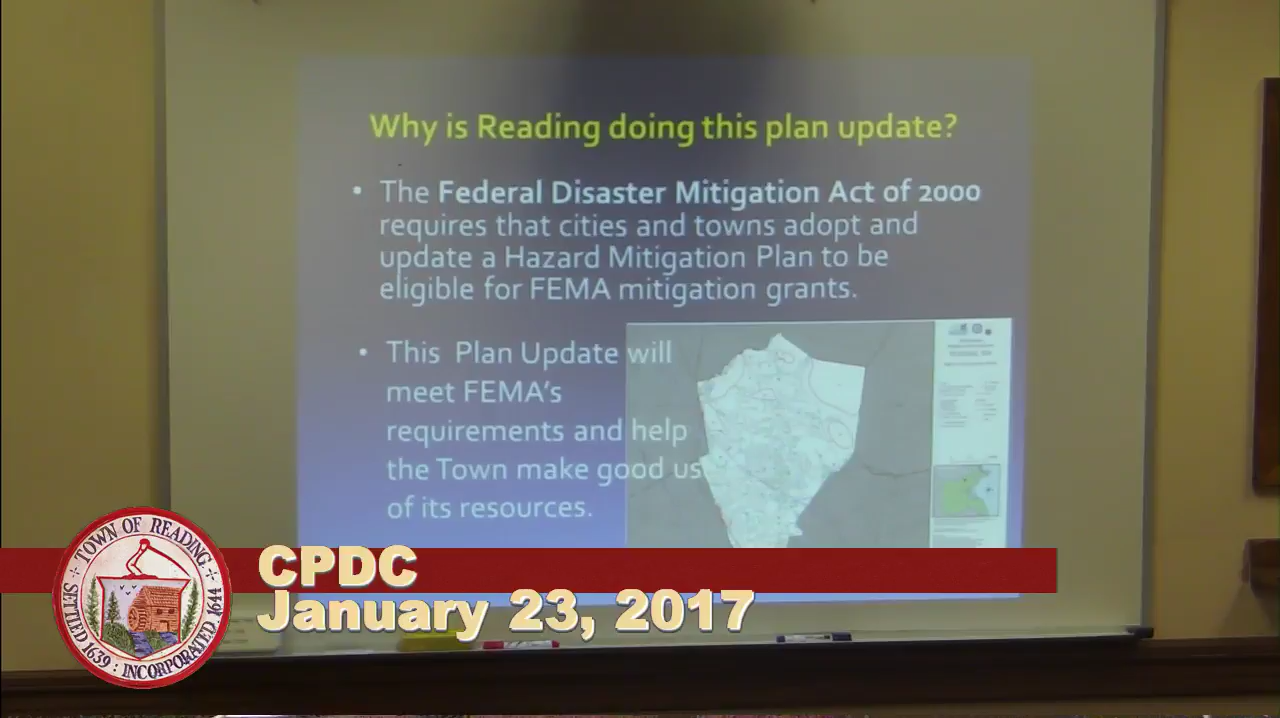 Why is Reading doing this plan update?
• The Federal Disaster Mitigation Act of 2000
requires that cities and towns adopt and
update a Hazard Mitigation Plan to be
eligible for FEMA mitigation grants.
• This Plan Update will
meet FEMA's
requirements and help
the Town make good us
of its resources.
TOWN OF READING
SETTLED 1639 : INCORPORATED 1644
CPDC
January 23, 2017